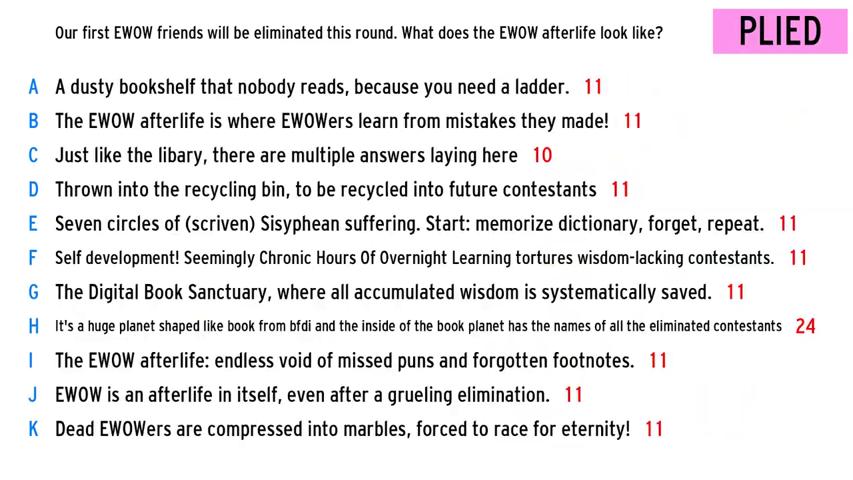 Our first EWOW friends will be eliminated this round. What does the EWOW afterlife look like?
PLIED
A A dusty bookshelf that nobody reads, because you need a ladder. 11
B The EWOW afterlife is where EWOWers learn from mistakes they made! 11
C Just like the libary, there are multiple answers laying here 10
D Thrown into the recycling bin, to be recycled into future contestants 11
E Seven circles of (scriven) Sisyphean suffering. Start: memorize dictionary, forget, repeat. 11
F Self development! Seemingly Chronic Hours Of Overnight Learning tortures wisdom-lacking contestants. 11
G The Digital Book Sanctuary, where all accumulated wisdom is systematically saved. 11
H It's a huge planet shaped like book from bfdi and the inside of the book planet has the names of all the eliminated contestants 24
I The EWOW afterlife: endless void of missed puns and forgotten footnotes. 11
J EWOW is an afterlife in itself, even after a grueling elimination. 11
K Dead EWOWers are compressed into marbles, forced to race for eternity! 11